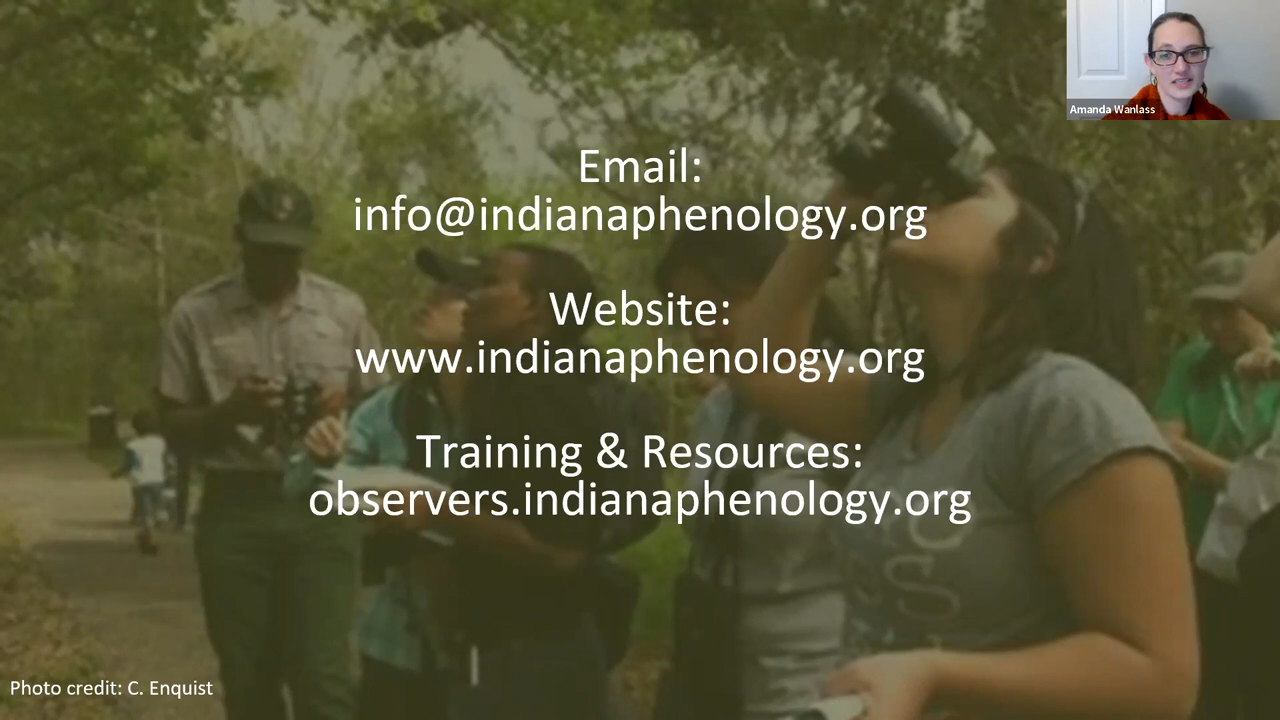 Amanda Wanlass
Email:
info@indianaphenology.org
Website:
www.indianaphenology.org
Training & Resources:
observers.indianaphenology.org
Photo credit: C. Enquist